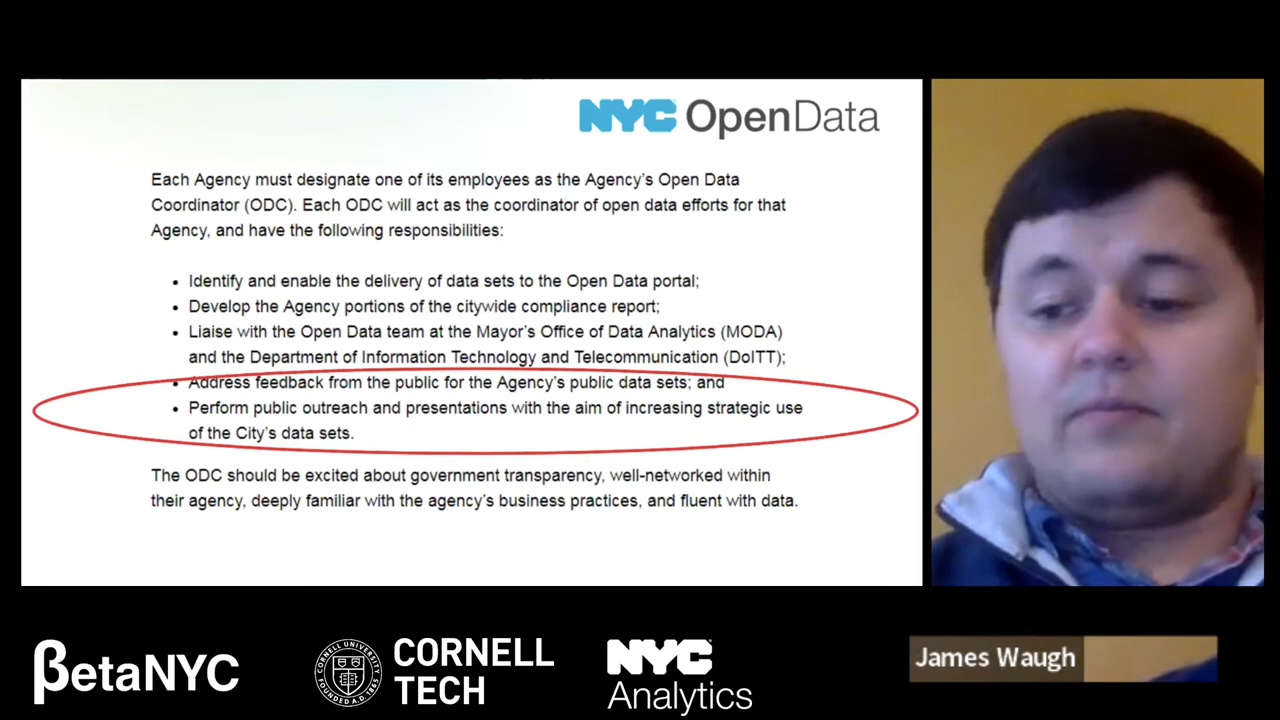 NYC OpenData
Each Agency must designate one of its employees as the Agency's Open Data
Coordinator (ODC). Each ODC will act as the coordinator of open data efforts for that
Agency, and have the following responsibilities:
• Identify and enable the delivery of data sets to the Open Data portal;
• Develop the Agency portions of the citywide compliance report;
• Liaise with the Open Data team at the Mayor's Office of Data Analytics (MODA)
and the Department of Information Technology and Telecommunication (DoITT);
• Address feedback from the public for the Agency's public data sets; and
• Perform public outreach and presentations with the aim of increasing strategic use
of the City's data sets.
The ODC should be excited about government transparency, well-networked within
their agency, deeply familiar with the agency's business practices, and fluent with data.
βetaNYC
CORNELL UNIVERSITY
FOUNDED A.D. 1865
CORNELL
TECH
NYC
Analytics
James Waugh